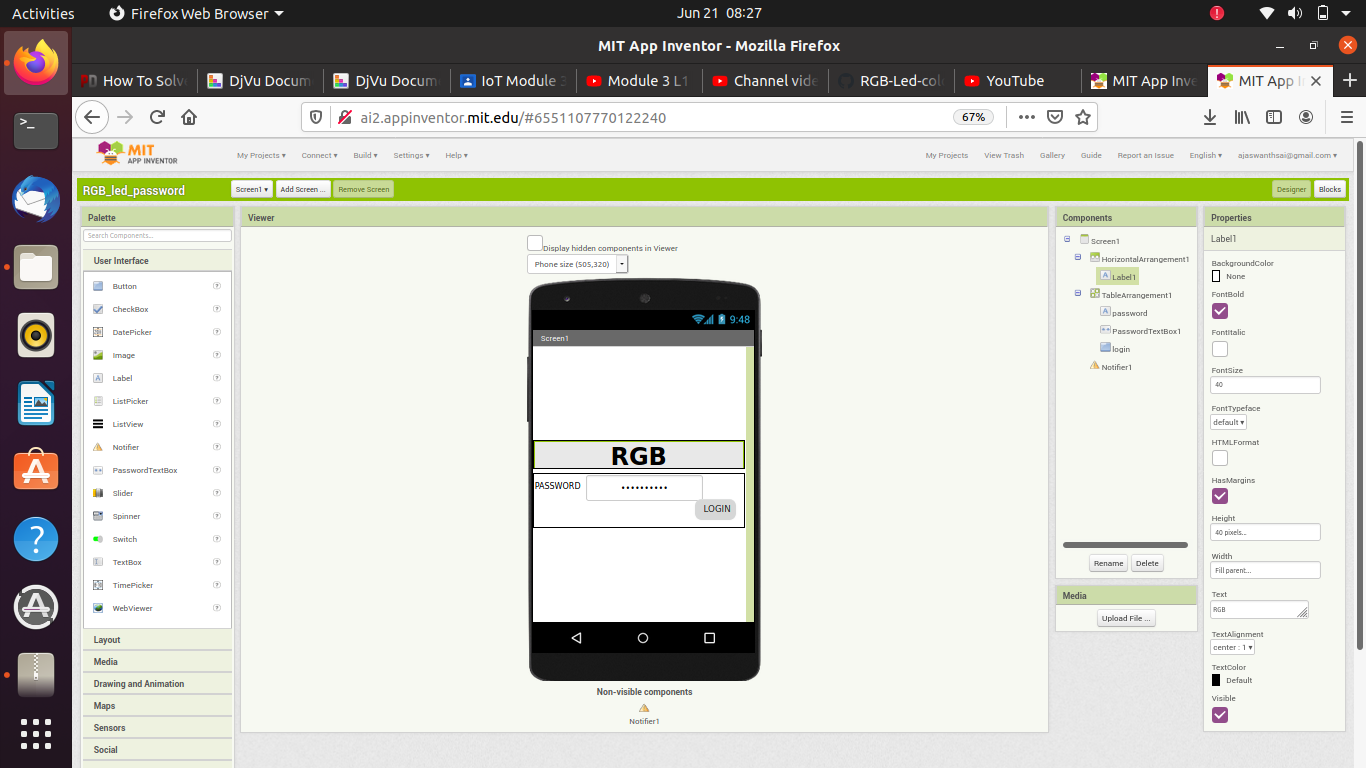 Activities
Firefox Web Browser
Jun 21 08:27
MIT App Inventor - Mozilla Firefox
How To Solve
DjVu Docum
DjVu Docum
IoT Module 3
Module 3 L1
Channel vide
RGB-Led-col
YouTube
MIT App Inve
MIT App I
ai2.appinventor.mit.edu/#6551107770122240
67%
MIT
APP INVENTOR
My Projects
Connect
Build
Settings
Help
My Projects
View Trash
Gallery
Guide
Report an Issue
English
ajaswanthsai@gmail.com
RGB_led_password
Screen1
Add Screen ...
Remove Screen
Designer
Blocks
Palette
Search Components...
User Interface
Button
CheckBox
DatePicker
Image
Label
ListPicker
ListView
Notifier
PasswordTextBox
Slider
Spinner
Switch
TextBox
TimePicker
WebViewer
Layout
Media
Drawing and Animation
Maps
Sensors
Social
Viewer
Display hidden components in Viewer
Phone size (505,320)
9:48
Screen1
RGB
PASSWORD
••••••••••
LOGIN
Non-visible components
Notifier1
Components
Screen1
HorizontalArrangement1
Label1
TableArrangement1
password
PasswordTextBox1
login
Notifier1
Rename
Delete
Media
Upload File ...
Properties
Label1
BackgroundColor
None
FontBold
FontItalic
FontSize
40
FontTypeface
default
HTMLFormat
HasMargins
Height
40 pixels...
Width
Fill parent...
Text
RGB
TextAlignment
center : 1
TextColor
Default
Visible